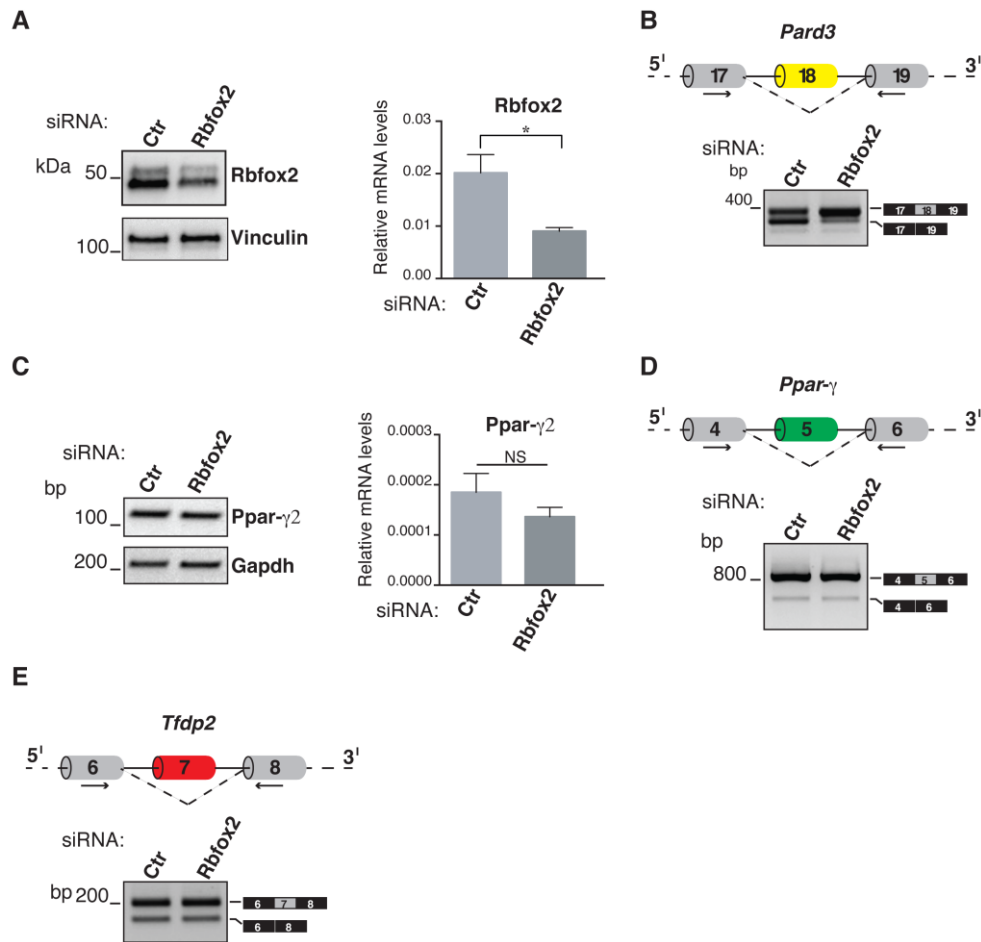 A
siRNA:
Ctr
Rbfox2
kDa
50
Rbfox2
100
Vinculin
Rbfox2
Relative mRNA levels
0.03
0.02
0.01
0.00
*
siRNA:
Ctr
Rbfox2
B
Pard3
5' 17 18 19 3'
siRNA:
bp
Ctr
Rbfox2
400
17 18 19
17 19
C
siRNA:
bp
Ctr
Rbfox2
100
Ppar-γ2
200
Gapdh
Ppar-γ2
Relative mRNA levels
0.0003
0.0002
0.0001
0.0000
NS
siRNA:
Ctr
Rbfox2
D
Ppar-γ
5' 4 5 6 3'
siRNA:
bp
Ctr
Rbfox2
800
4 5 6
4 6
E
Tfdp2
5' 6 7 8 3'
siRNA:
Ctr
Rbfox2
bp 200
6 7 8
6 8